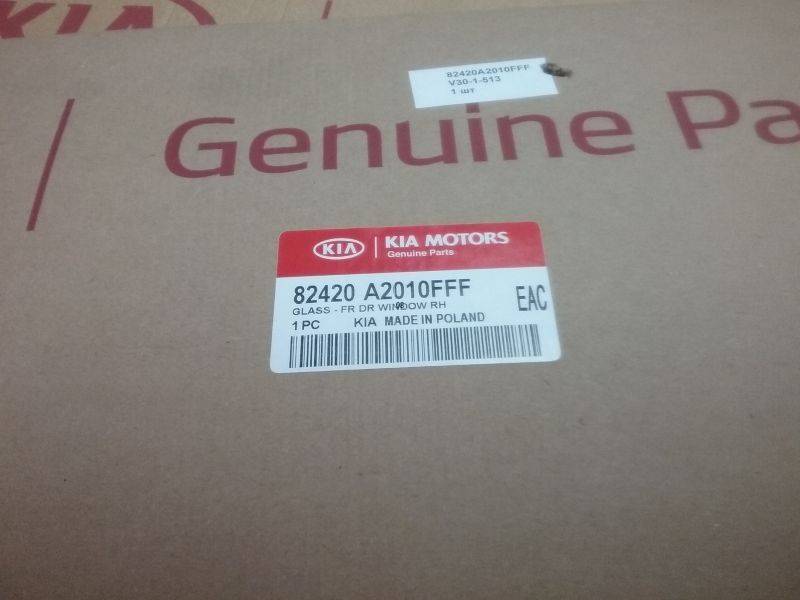 KIA
82420A2010FFF
V30-1-513
1 шт
Genuine Pa
KIA KIA MOTORS
Genuine Parts
82420 A2010FFF
GLASS - FR DR WINDOW RH
EAC
1 PC KIA MADE IN POLAND